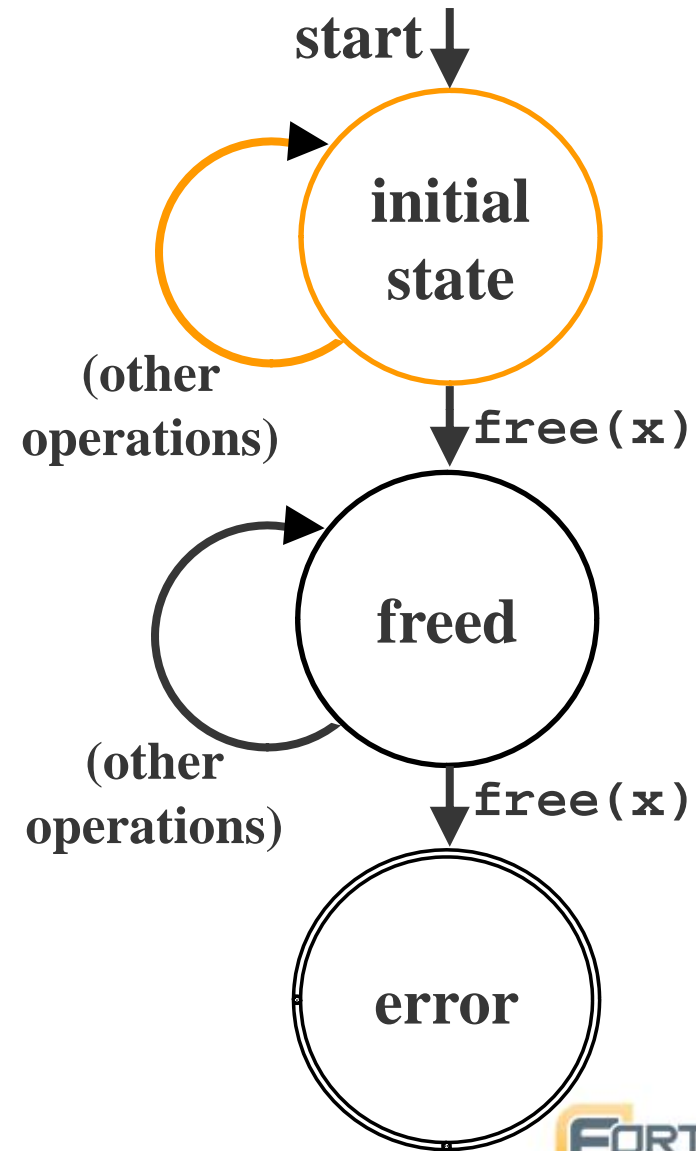 start
initial
state
(other
operations)
free(x)
freed
(other
operations)
free(x)
error